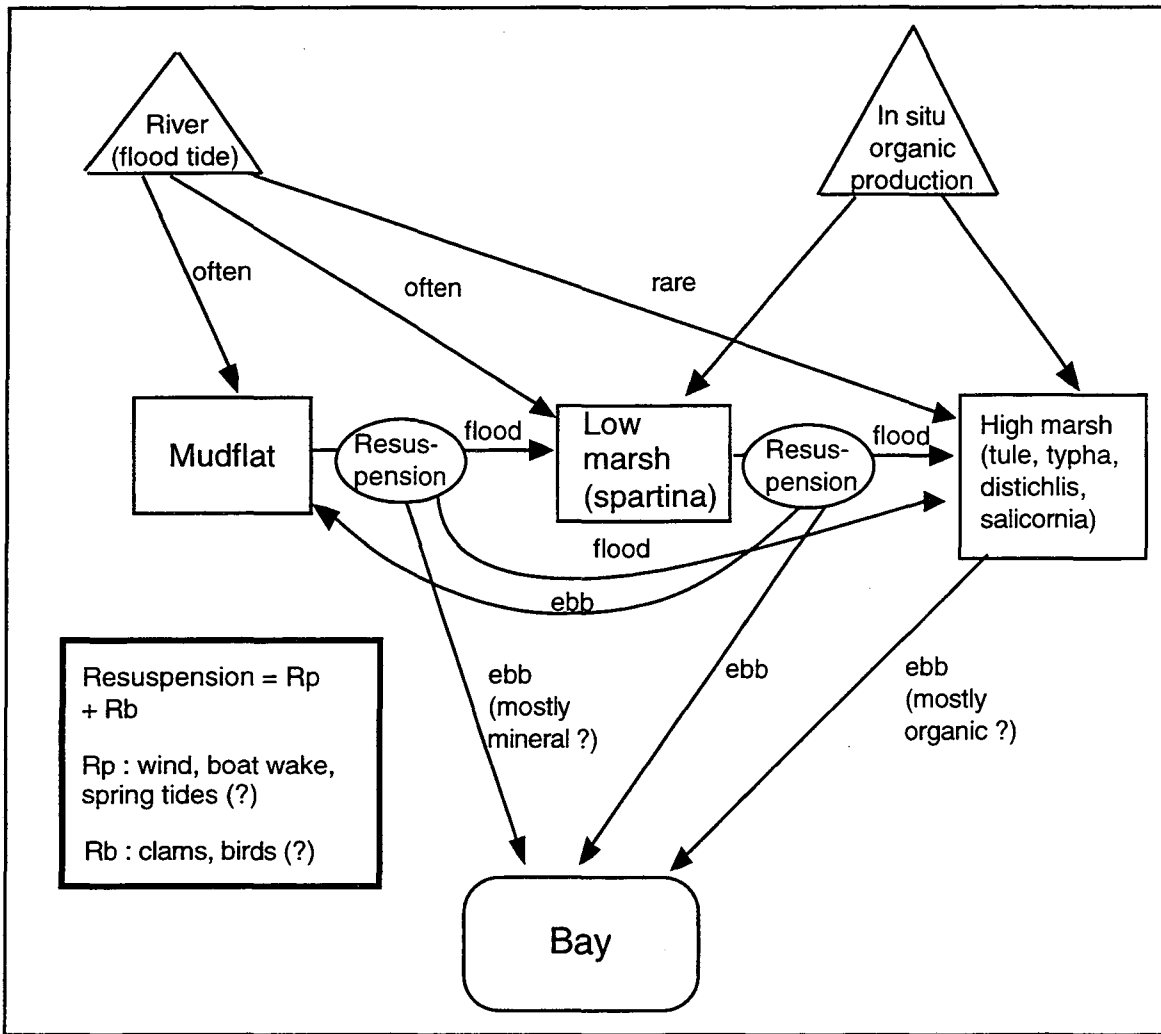 River
(flood tide)
In situ
organic
production
often
often
rare
Mudflat
Resus-
pension
flood
Low
marsh
(spartina)
Resus-
pension
flood
High marsh
(tule, typha,
distichlis,
salicornia)
flood
ebb
ebb
(mostly
mineral ?)
ebb
ebb
(mostly
organic ?)
Resuspension = Rp
+ Rb
Rp : wind, boat wake,
spring tides (?)
Rb : clams, birds (?)
Bay